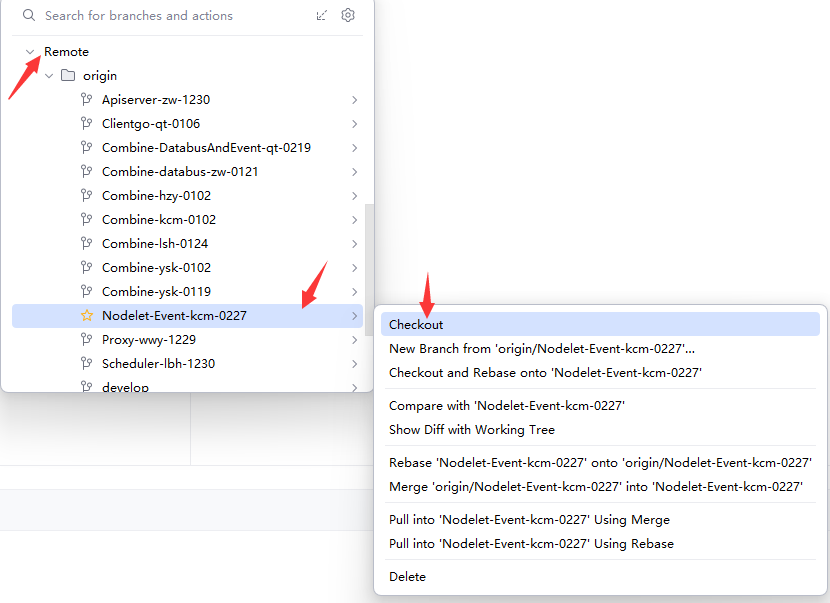 Search for branches and actions
Remote
origin
Apiserver-zw-1230
Clientgo-qt-0106
Combine-DatabusAndEvent-qt-0219
Combine-databus-zw-0121
Combine-hzy-0102
Combine-kcm-0102
Combine-lsh-0124
Combine-ysk-0102
Combine-ysk-0119
Nodelet-Event-kcm-0227
Proxy-wwy-1229
Scheduler-lbh-1230
develop
Checkout
New Branch from 'origin/Nodelet-Event-kcm-0227'...
Checkout and Rebase onto 'Nodelet-Event-kcm-0227'
Compare with 'Nodelet-Event-kcm-0227'
Show Diff with Working Tree
Rebase 'Nodelet-Event-kcm-0227' onto 'origin/Nodelet-Event-kcm-0227'
Merge 'origin/Nodelet-Event-kcm-0227' into 'Nodelet-Event-kcm-0227'
Pull into 'Nodelet-Event-kcm-0227' Using Merge
Pull into 'Nodelet-Event-kcm-0227' Using Rebase
Delete